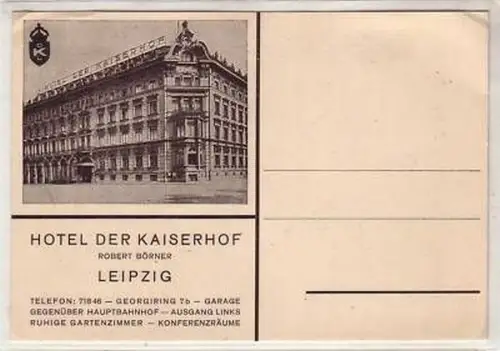 HOTEL DER KAISERHOF
HOTEL DER KAISERHOF
ROBERT BÖRNER
LEIPZIG
TELEFON: 71846 — GEORGIRING 7b — GARAGE
GEGENÜBER HAUPTBAHNHOF — AUSGANG LINKS
RUHIGE GARTENZIMMER — KONFERENZRÄUME